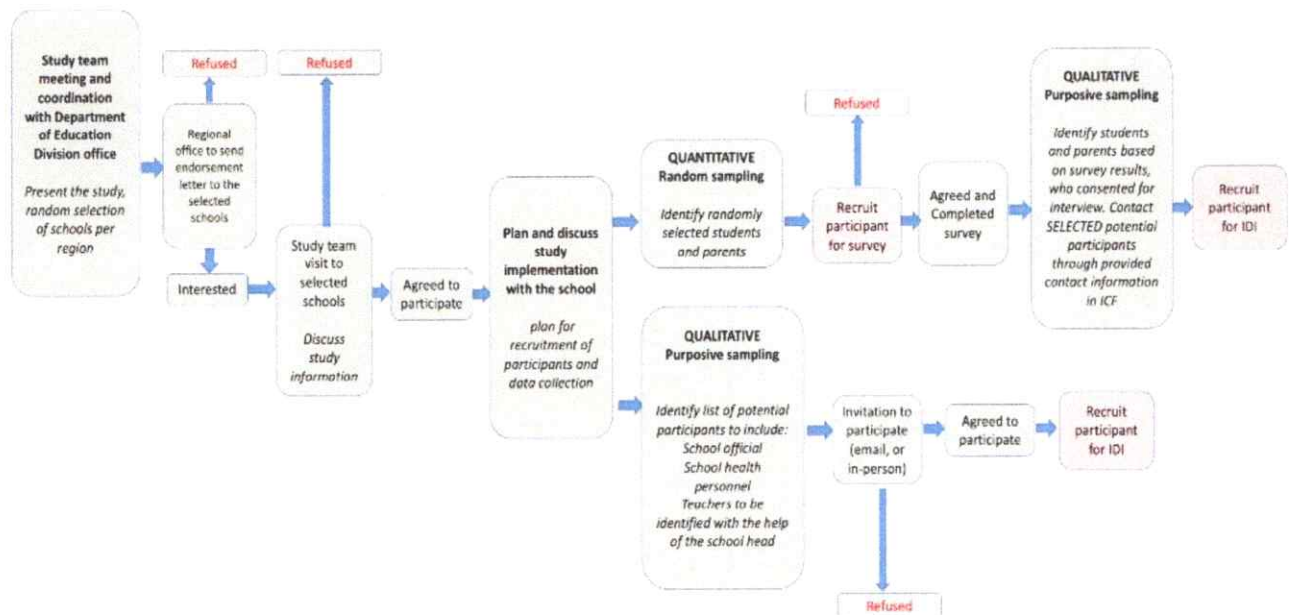 Study team
meeting and
coordination
with Department
of Education
Division office
Present the study,
random selection
of schools per
region
Refused
Regional
office to send
endorsement
letter to the
selected
schools
Interested
Refused
Study team
visit to
selected
schools
Discuss
study
information
Agreed to
participate
Plan and discuss
study
implementation
with the school
plan for
recruitment of
participants and
data collection
QUANTITATIVE
Random sampling
Identify randomly
selected students
and parents
Refused
Recruit
participant
for survey
Agreed and
Completed
survey
QUALITATIVE
Purposive sampling
Identify students
and parents based
on survey results,
who consented for
interview. Contact
SELECTED potential
participants
through provided
contact information
in ICF
Recruit
participant
for IDI
QUALITATIVE
Purposive sampling
Identify list of potential
participants to include:
School official
School health
personnel
Teachers to be
identified with the help
of the school head
Invitation to
participate
(email, or
in-person)
Agreed to
participate
Recruit
participant
for IDI
Refused